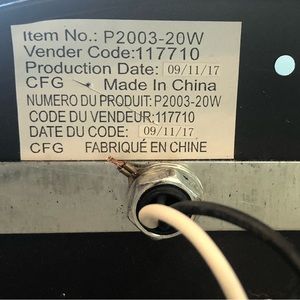 Item No.: P2003-20W
Vender Code:117710
Production Date: 09/11/17
CFG Made In China
NUMERO DU PRODUIT: P2003-20W
CODE DU VENDEUR:117710
DATE DU CODE: 09/11/17
CFG FABRIQUÉ EN CHINE